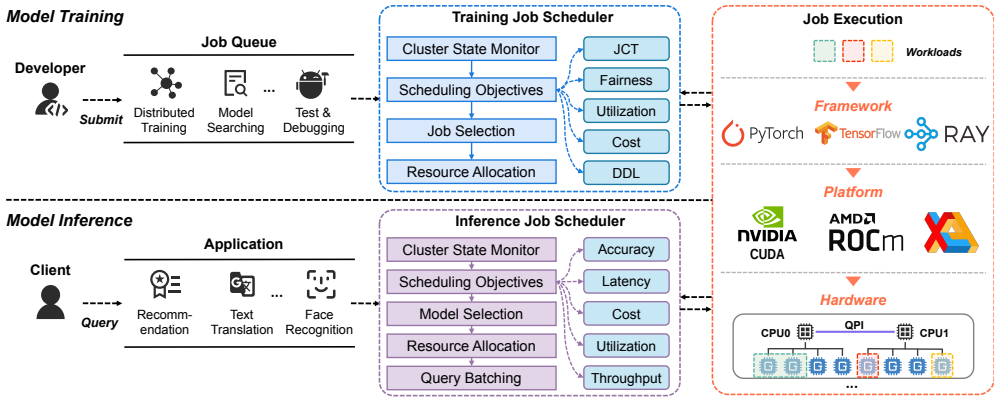 Model Training
Developer
Submit
Job Queue
Distributed
Training
Model
Searching
...
Test &
Debugging
Training Job Scheduler
Cluster State Monitor
Scheduling Objectives
Job Selection
Resource Allocation
JCT
Fairness
Utilization
Cost
DDL
Model Inference
Client
Query
Application
Recomm-
endation
Text
Translation
...
Face
Recognition
Inference Job Scheduler
Cluster State Monitor
Scheduling Objectives
Model Selection
Resource Allocation
Query Batching
Accuracy
Latency
Cost
Utilization
Throughput
Job Execution
Workloads
Framework
PyTorch
TensorFlow
RAY
Platform
NVIDIA
CUDA
AMD
ROCm
Hardware
CPU0
QPI
CPU1
G G G G G G G G
...